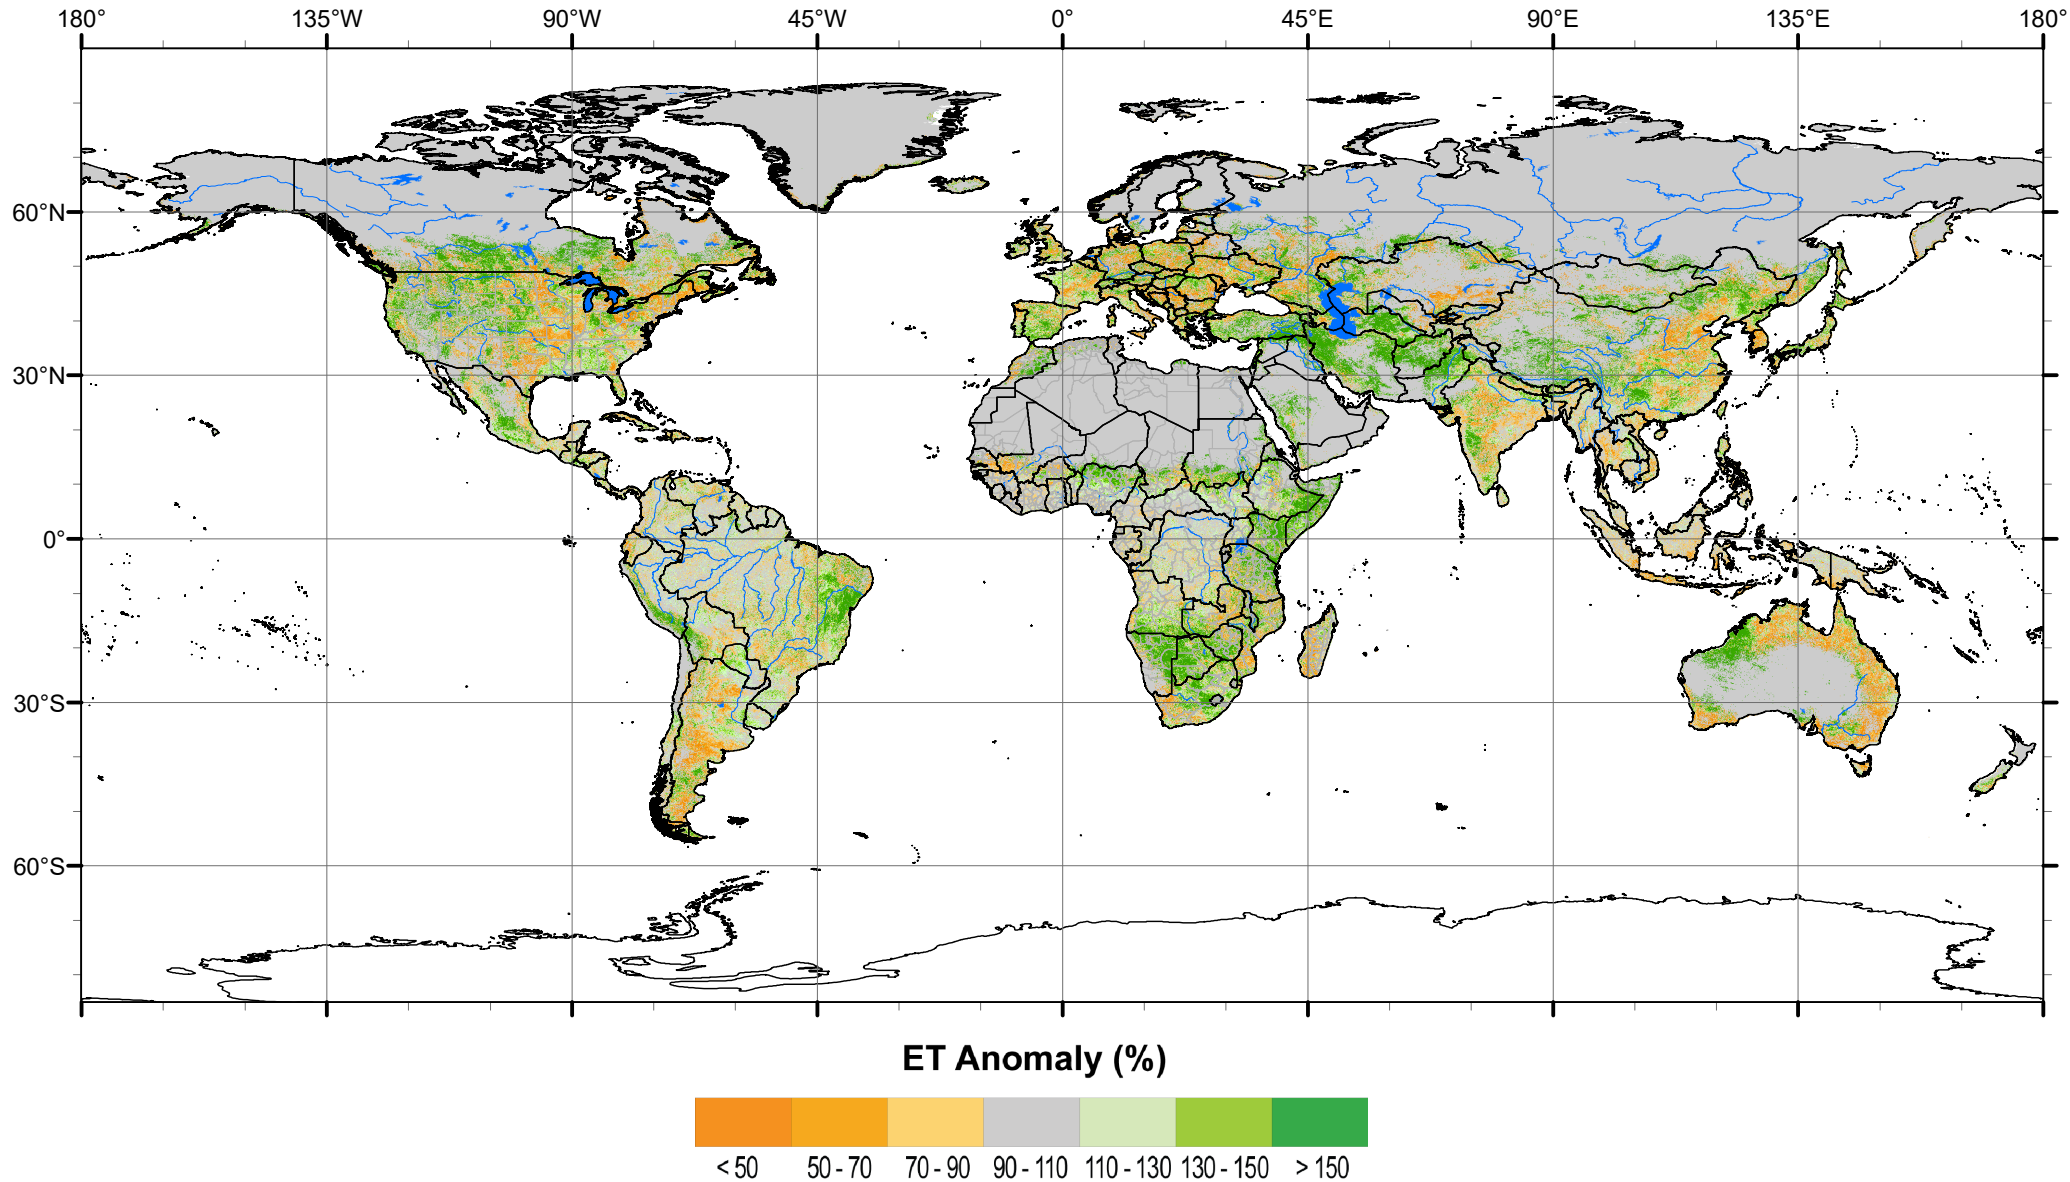 180° 135°W 90°W 45°W 0° 45°E 90°E 135°E 180°
60°N
30°N
0°
30°S
60°S
ET Anomaly (%)
< 50 50 - 70 70 - 90 90 - 110 110 - 130 130 - 150 > 150